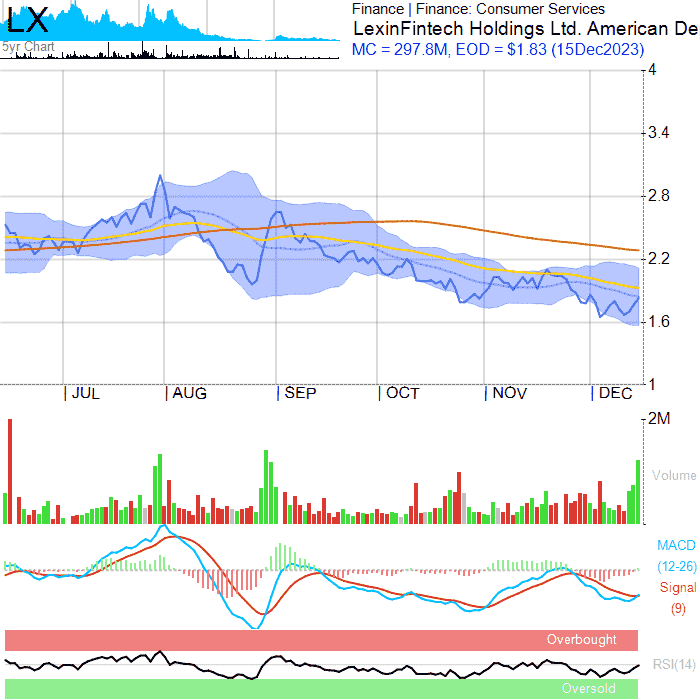 LX
5yr Chart
Finance | Finance: Consumer Services
LexinFintech Holdings Ltd. American De
MC = 297.8M, EOD = $1.83 (15Dec2023)
4
3.4
2.8
2.2
1.6
1
JUL AUG SEP OCT NOV DEC
2M
Volume
MACD
(12-26)
Signal
(9)
Overbought
RSI(14)
Oversold